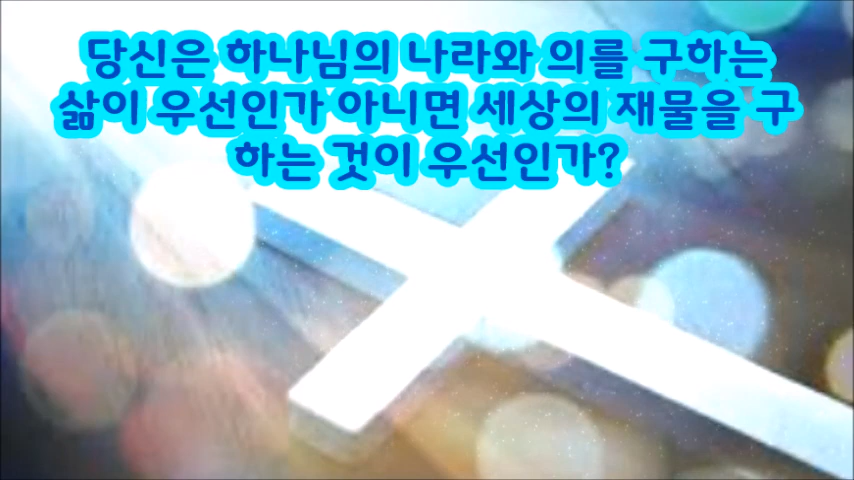 당신은 하나님의 나라와 의를 구하는
삶이 우선인가 아니면 세상의 재물을 구
하는 것이 우선인가?